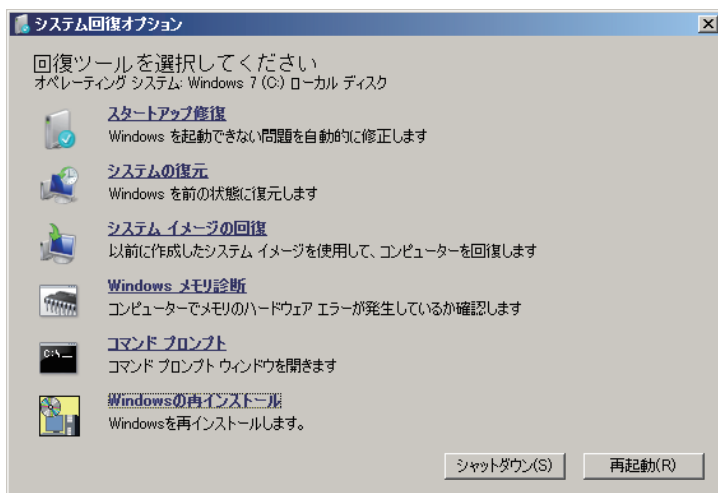 システム回復オプション
回復ツールを選択してください
オペレーティング システム: Windows 7 (C:) ローカル ディスク
スタートアップ修復
Windows を起動できない問題を自動的に修正します
システムの復元
Windows を前の状態に復元します
システム イメージの回復
以前に作成したシステム イメージを使用して、コンピューターを回復します
Windows メモリ診断
コンピューターでメモリのハードウェア エラーが発生しているか確認します
C:\_
コマンド プロンプト
コマンド プロンプト ウィンドウを開きます
Windowsの再インストール
Windowsを再インストールします。
シャットダウン(S)
再起動(R)